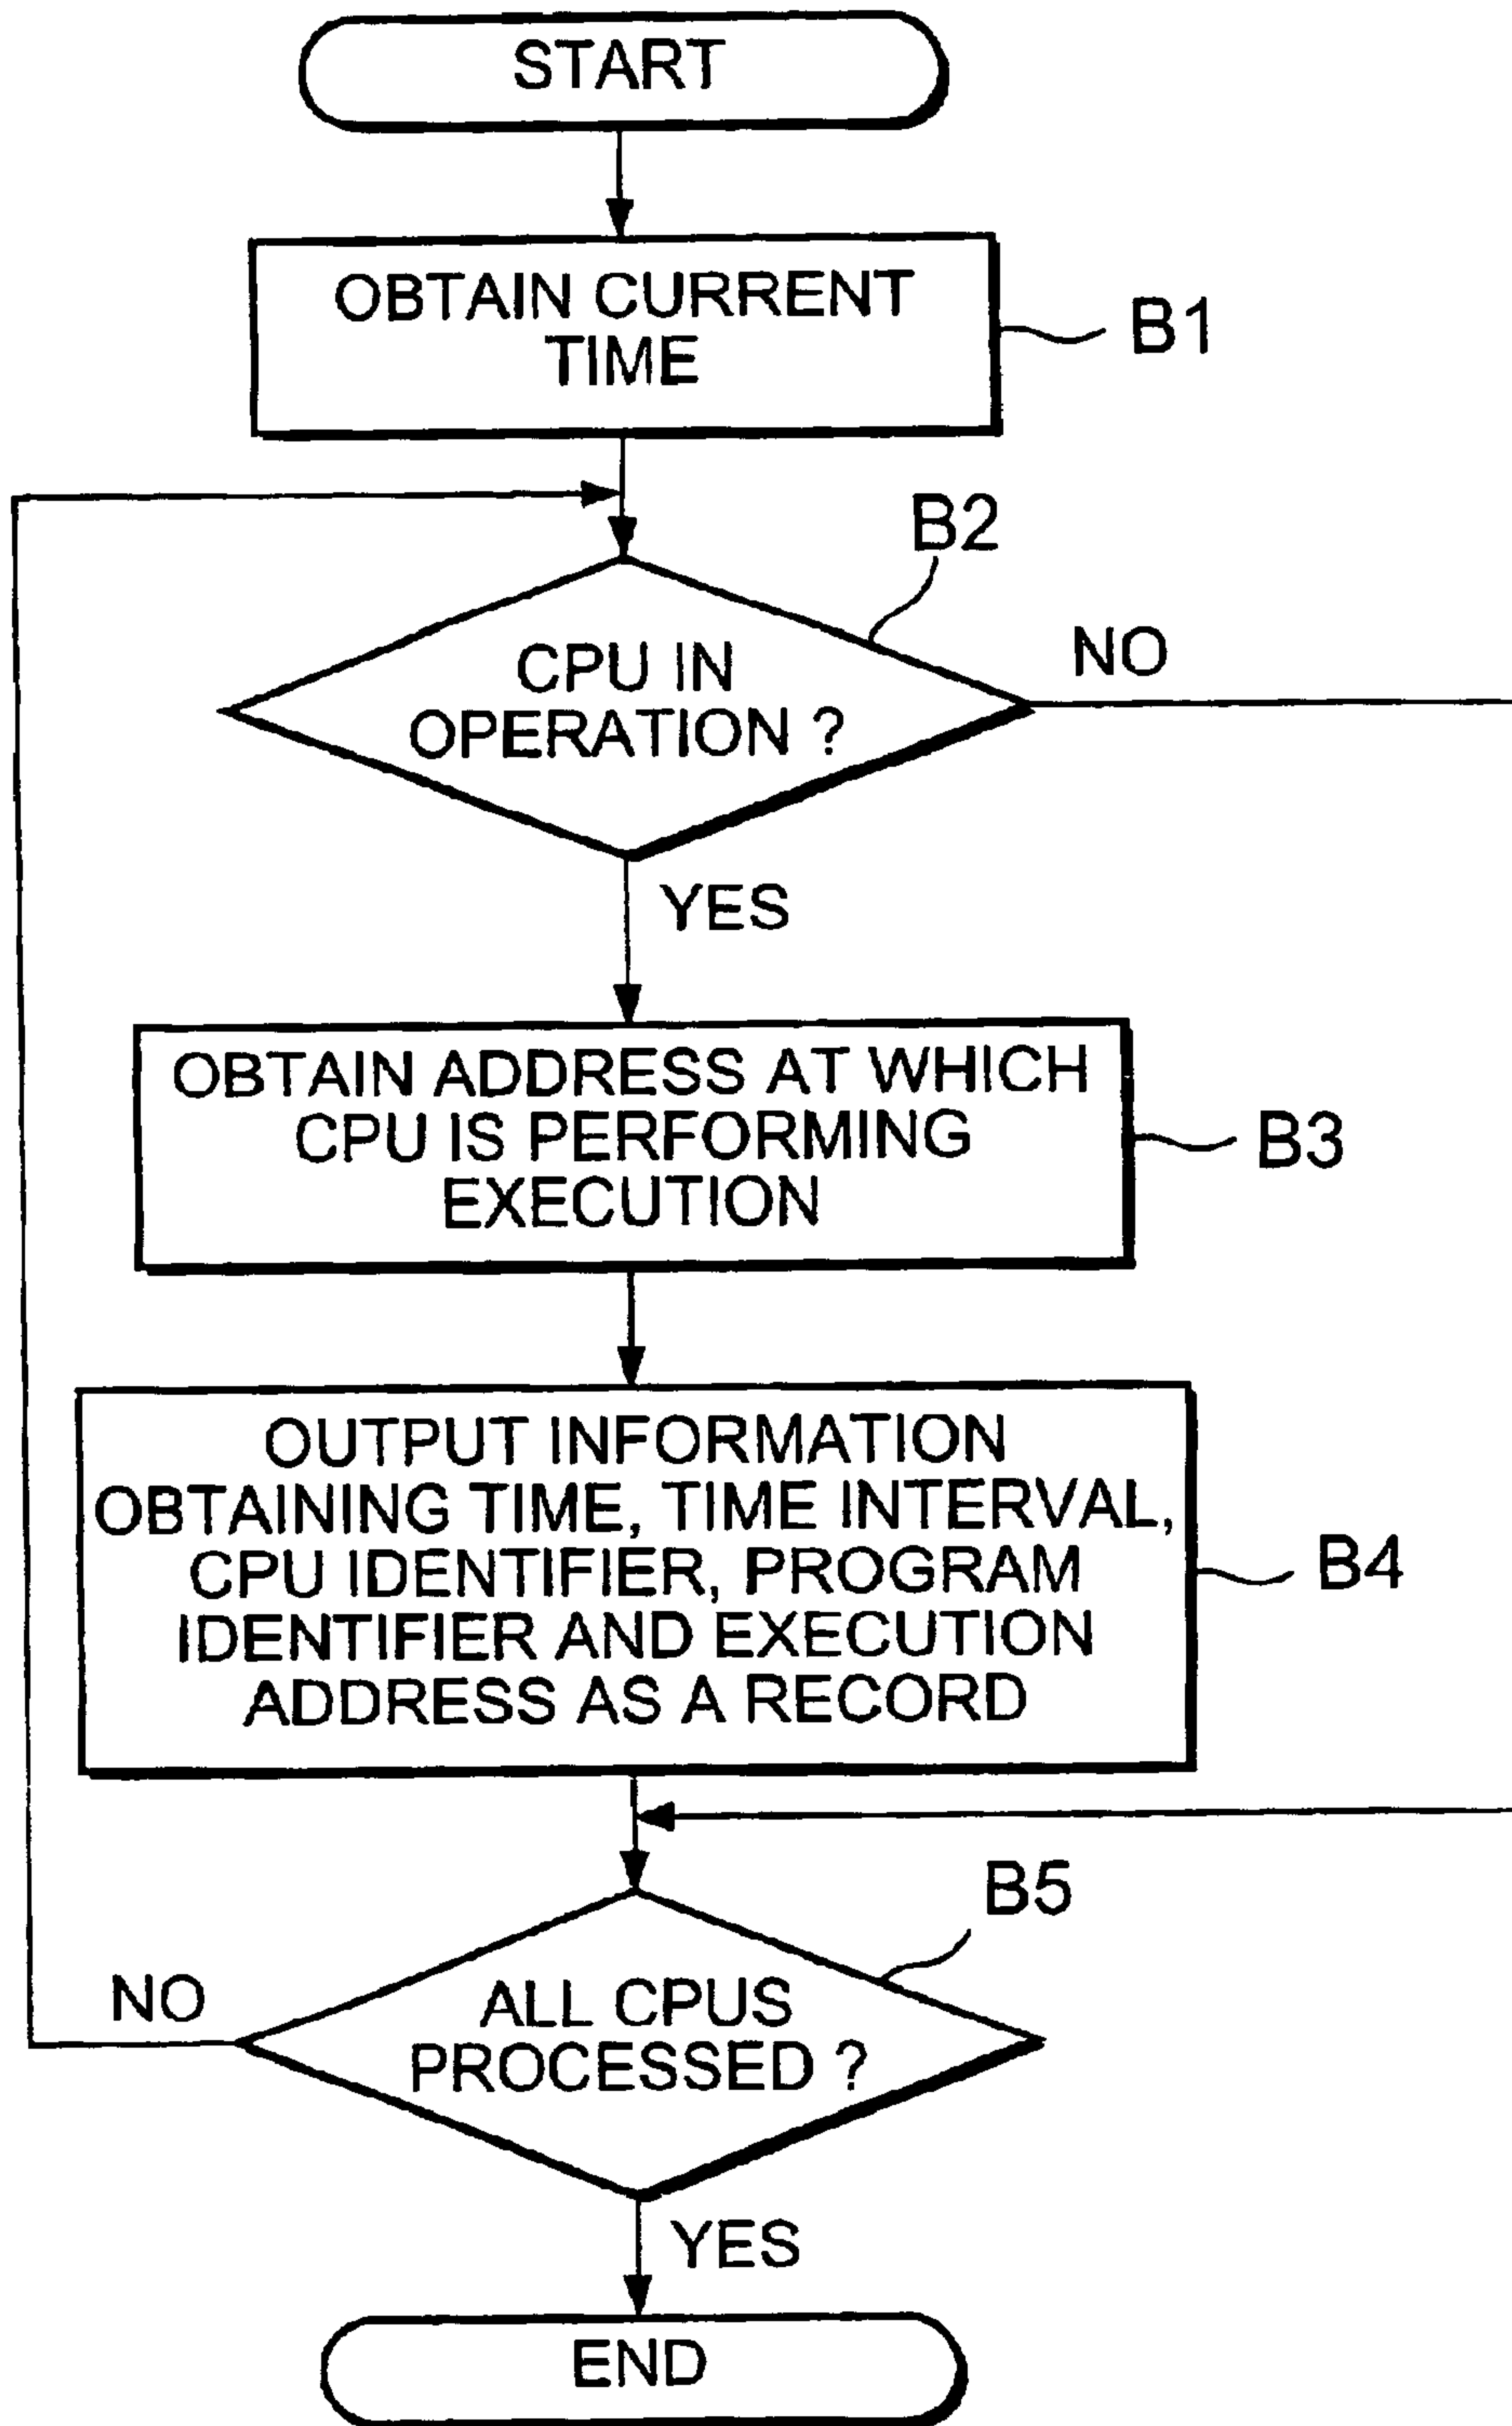 START
OBTAIN CURRENT
TIME
B1
B2
CPU IN
OPERATION ?
NO
YES
OBTAIN ADDRESS AT WHICH
CPU IS PERFORMING
EXECUTION
B3
OUTPUT INFORMATION
OBTAINING TIME, TIME INTERVAL,
CPU IDENTIFIER, PROGRAM
IDENTIFIER AND EXECUTION
ADDRESS AS A RECORD
B4
B5
NO
ALL CPUS
PROCESSED ?
YES
END